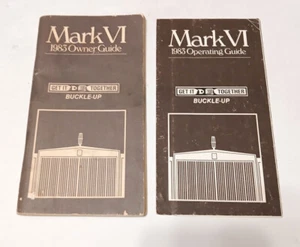 Mark VI
1983 Owner Guide
GET IT TOGETHER
BUCKLE-UP
Mark VI
1983 Operating Guide
GET IT TOGETHER
BUCKLE-UP